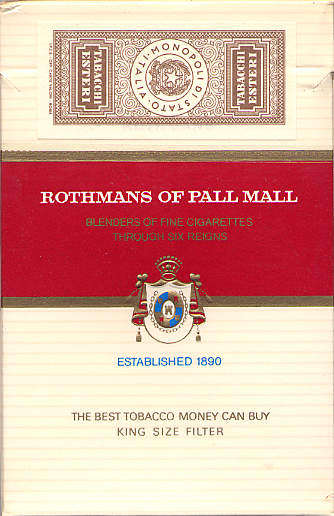 TABACCHI
ESTERI
MONOPOLI DI STATO · VITALI ·
TABACCHI
ESTERI
ROTHMANS OF PALL MALL
BLENDERS OF FINE CIGARETTES
THROUGH SIX REIGNS
ESTABLISHED 1890
THE BEST TOBACCO MONEY CAN BUY
KING SIZE FILTER